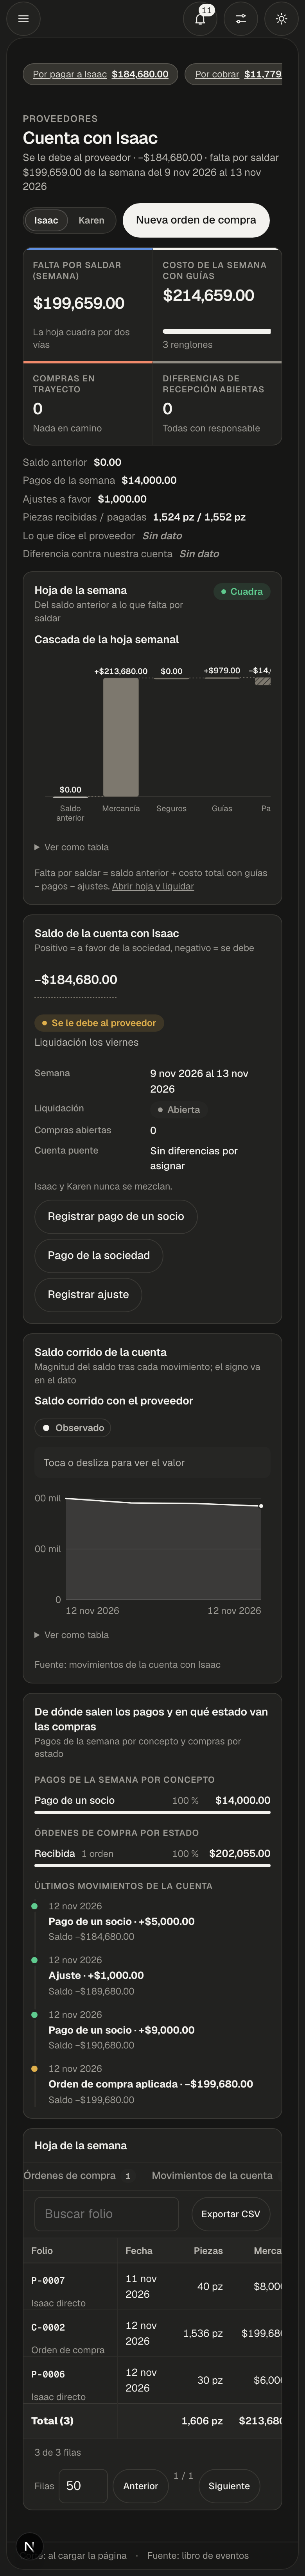 11
Por pagar a Isaac $184,680.00
Por cobrar $11,779.
PROVEEDORES
Cuenta con Isaac
Se le debe al proveedor · −$184,680.00 · falta por saldar
$199,659.00 de la semana del 9 nov 2026 al 13 nov
2026
Isaac Karen Nueva orden de compra
FALTA POR SALDAR
(SEMANA)
$199,659.00
La hoja cuadra por dos
vías
COSTO DE LA SEMANA
CON GUÍAS
$214,659.00
3 renglones
COMPRAS EN
TRAYECTO
0
Nada en camino
DIFERENCIAS DE
RECEPCIÓN ABIERTAS
0
Todas con responsable
Saldo anterior $0.00
Pagos de la semana $14,000.00
Ajustes a favor $1,000.00
Piezas recibidas / pagadas 1,524 pz / 1,552 pz
Lo que dice el proveedor Sin dato
Diferencia contra nuestra cuenta Sin dato
Hoja de la semana
Cuadra
Del saldo anterior a lo que falta por
saldar
Cascada de la hoja semanal
+$213,680.00 $0.00 +$979.00 −$14,
$0.00
Saldo
anterior
Mercancía Seguros Guías Pa
▶ Ver como tabla
Falta por saldar = saldo anterior + costo total con guías
− pagos − ajustes. Abrir hoja y liquidar
Saldo de la cuenta con Isaac
Positivo = a favor de la sociedad, negativo = se debe
−$184,680.00
Se le debe al proveedor
Liquidación los viernes
Semana 9 nov 2026 al 13 nov
2026
Liquidación Abierta
Compras abiertas 0
Cuenta puente Sin diferencias por
asignar
Isaac y Karen nunca se mezclan.
Registrar pago de un socio
Pago de la sociedad
Registrar ajuste
Saldo corrido de la cuenta
Magnitud del saldo tras cada movimiento; el signo va
en el dato
Saldo corrido con el proveedor
Observado
Toca o desliza para ver el valor
00 mil
00 mil
0
12 nov 2026 12 nov 2026
▶ Ver como tabla
Fuente: movimientos de la cuenta con Isaac
De dónde salen los pagos y en qué estado van
las compras
Pagos de la semana por concepto y compras por
estado
PAGOS DE LA SEMANA POR CONCEPTO
Pago de un socio 100 % $14,000.00
ÓRDENES DE COMPRA POR ESTADO
Recibida 1 orden 100 % $202,055.00
ÚLTIMOS MOVIMIENTOS DE LA CUENTA
12 nov 2026
Pago de un socio · +$5,000.00
Saldo −$184,680.00
12 nov 2026
Ajuste · +$1,000.00
Saldo −$189,680.00
12 nov 2026
Pago de un socio · +$9,000.00
Saldo −$190,680.00
12 nov 2026
Orden de compra aplicada · −$199,680.00
Saldo −$199,680.00
Hoja de la semana
Órdenes de compra 1 Movimientos de la cuenta
Buscar folio Exportar CSV
Folio Fecha Piezas Merca
P-0007
Isaac directo
11 nov
2026
40 pz $8,00
C-0002
Orden de compra
12 nov
2026
1,536 pz $199,68
P-0006
Isaac directo
12 nov
2026
30 pz $6,00
Total (3) 1,606 pz $213,68
3 de 3 filas
Filas 50 Anterior 1 / 1 Siguiente
N
al cargar la página · Fuente: libro de eventos